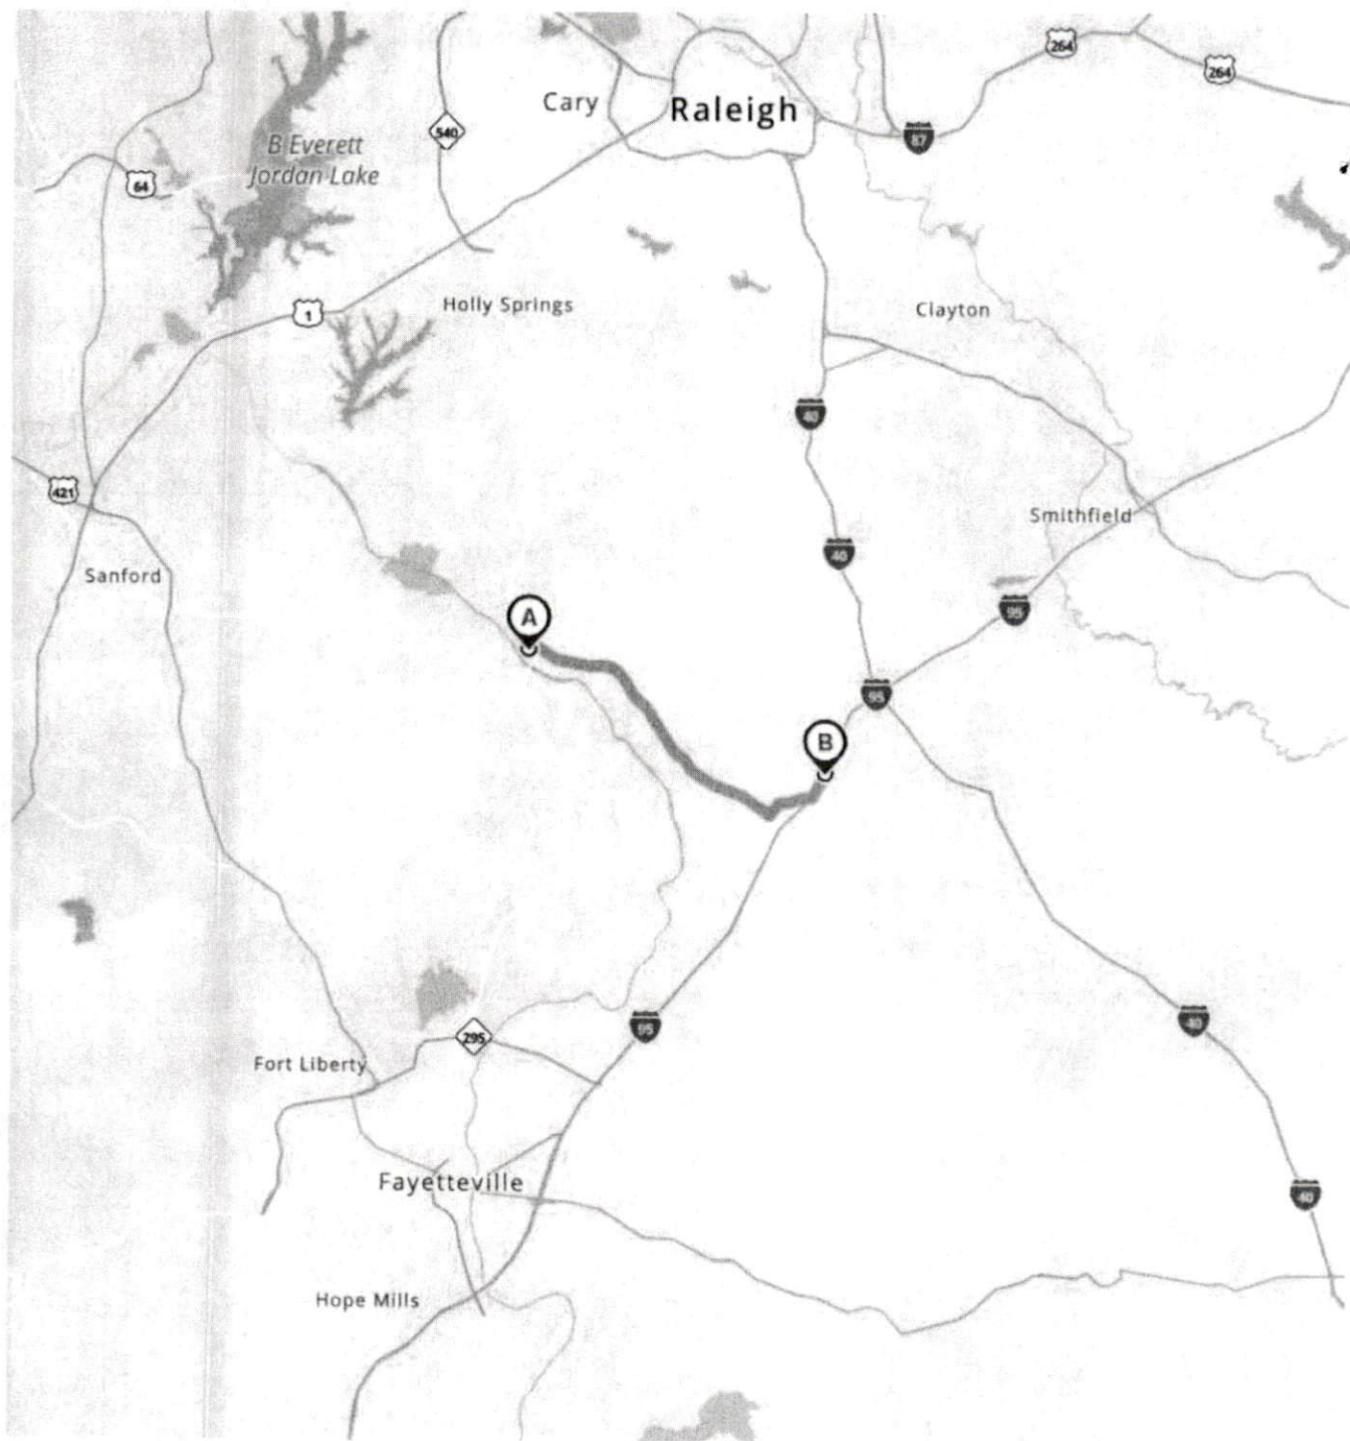 264
264
Cary
Raleigh
540
87
B Everett
Jordan Lake
64
1
Holly Springs
Clayton
40
421
Smithfield
40
Sanford
95
A
95
B
95
40
295
Fort Liberty
Fayetteville
40
Hope Mills